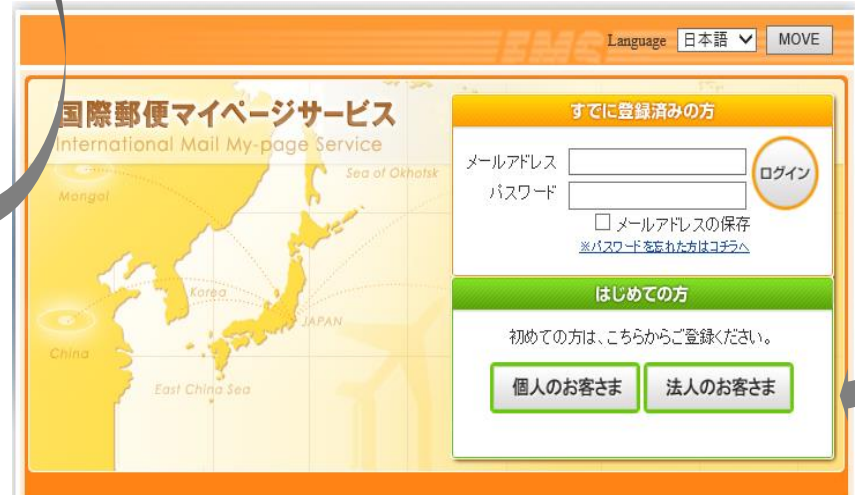 EMS
Language 日本語 MOVE
国際郵便マイページサービス
International Mail My-page Service
Sea of Okhotsk
Mongol
Korea
JAPAN
China
East China Sea
すでに登録済みの方
メールアドレス
パスワード
ログイン
メールアドレスの保存
※パスワードを忘れた方はコチラへ
はじめての方
初めての方は、こちらからご登録ください。
個人のお客さま 法人のお客さま